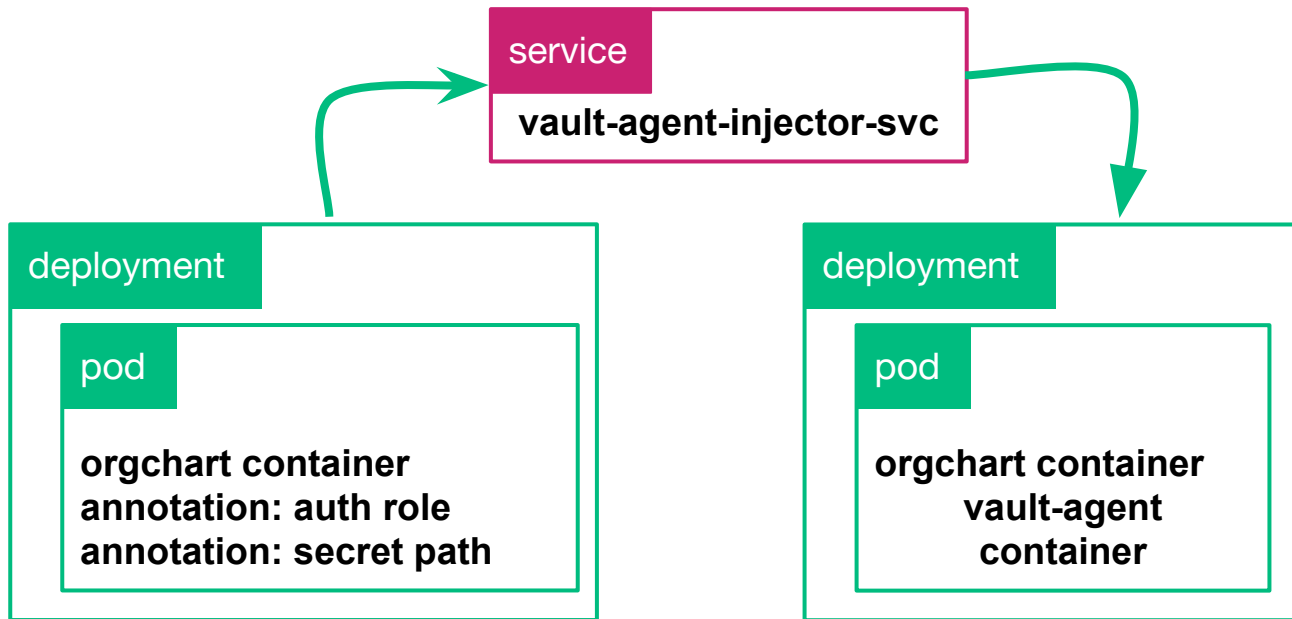 service
vault-agent-injector-svc
deployment
pod
orgchart container
annotation: auth role
annotation: secret path
deployment
pod
orgchart container
vault-agent
container